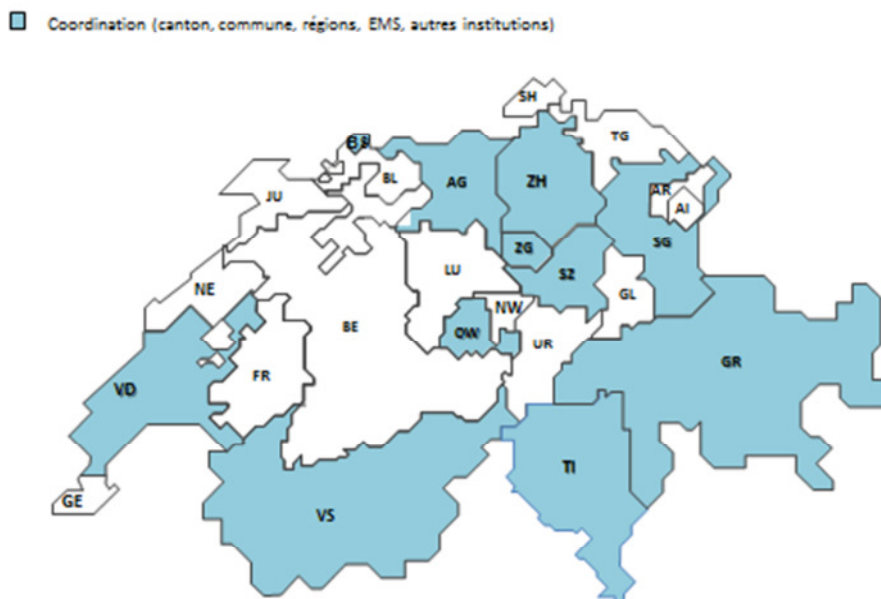 Coordination (canton, commune, régions, EMS, autres institutions)
SH
TG
BS
BL
AG
ZH
AR
AI
JU
SG
ZG
LU
SZ
NE
GL
NW
OW
BE
UR
GR
FR
VD
TI
GE
VS